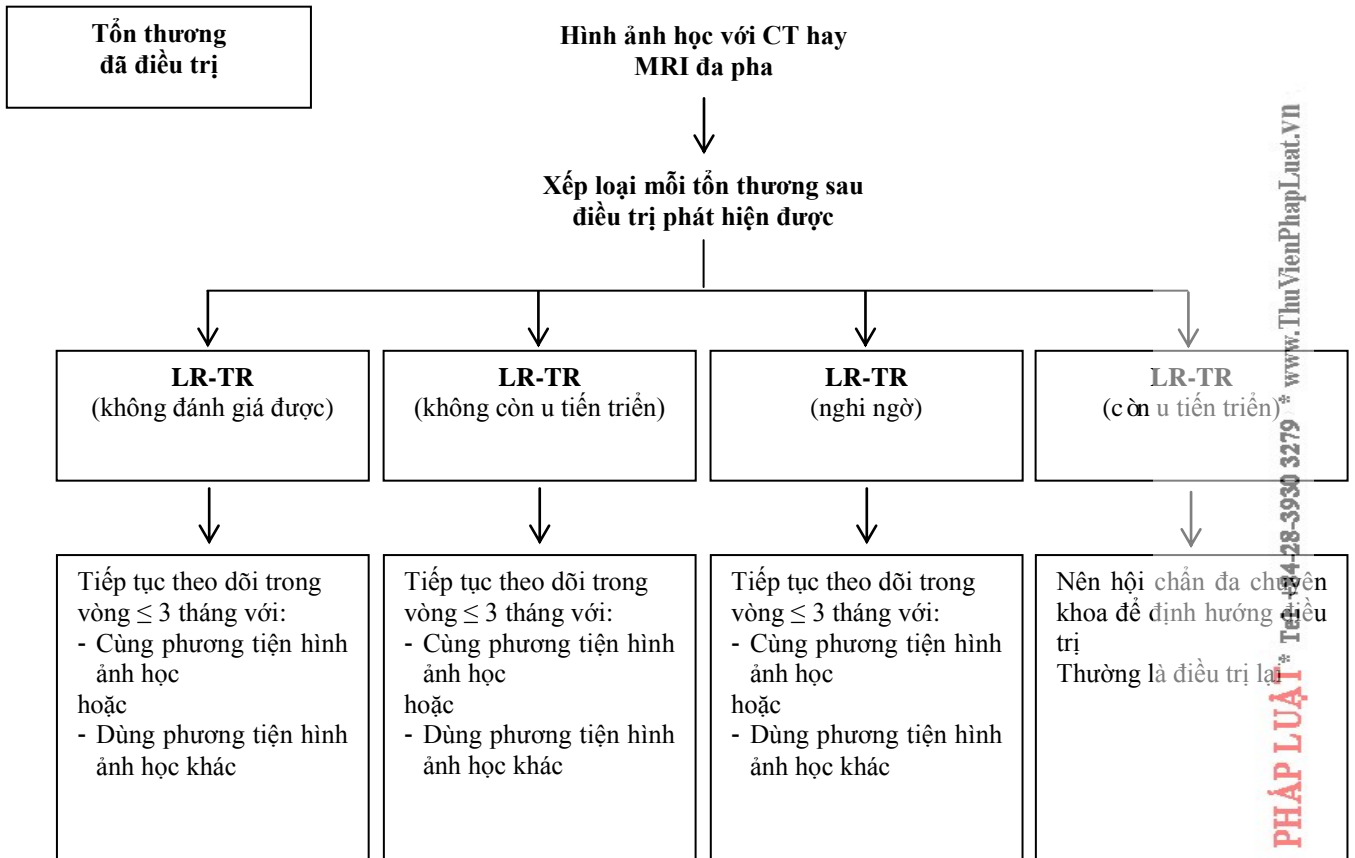 Tổn thương
đã điều trị
Hình ảnh học với CT hay
MRI đa pha
Xếp loại mỗi tổn thương sau
điều trị phát hiện được
LR-TR
(không đánh giá được)
LR-TR
(không còn u tiến triển)
LR-TR
(nghi ngờ)
LR-TR
(còn u tiến triển)
Tiếp tục theo dõi trong
vòng ≤ 3 tháng với:
- Cùng phương tiện hình
ảnh học
hoặc
- Dùng phương tiện hình
ảnh học khác
Tiếp tục theo dõi trong
vòng ≤ 3 tháng với:
- Cùng phương tiện hình
ảnh học
hoặc
- Dùng phương tiện hình
ảnh học khác
Tiếp tục theo dõi trong
vòng ≤ 3 tháng với:
- Cùng phương tiện hình
ảnh học
hoặc
- Dùng phương tiện hình
ảnh học khác
Nên hội chẩn đa chuyên
khoa để định hướng điều
trị
Thường là điều trị lại
PHÁP LUẬT * Tel: +84-28-3930 3279 * www.ThuVienPhapLuat.vn